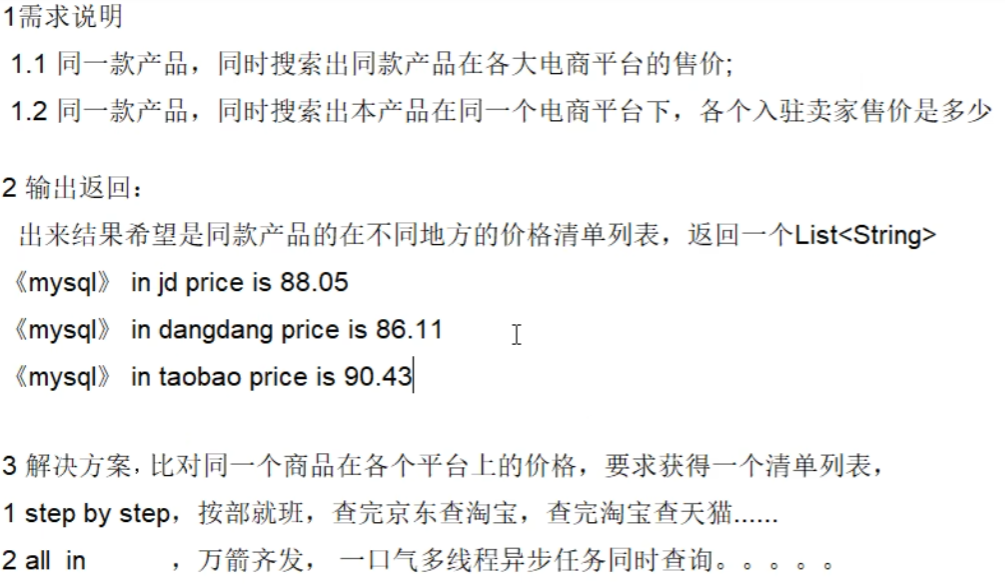 1需求说明
1.1 同一款产品，同时搜索出同款产品在各大电商平台的售价;
1.2 同一款产品，同时搜索出本产品在同一个电商平台下，各个入驻卖家售价是多少
2 输出返回：
出来结果希望是同款产品的在不同地方的价格清单列表，返回一个List<String>
《mysql》 in jd price is 88.05
《mysql》 in dangdang price is 86.11
《mysql》 in taobao price is 90.43
3 解决方案，比对同一个商品在各个平台上的价格，要求获得一个清单列表，
1 step by step，按部就班，查完京东查淘宝，查完淘宝查天猫......
2 all in ，万箭齐发，一口气多线程异步任务同时查询。。。。。